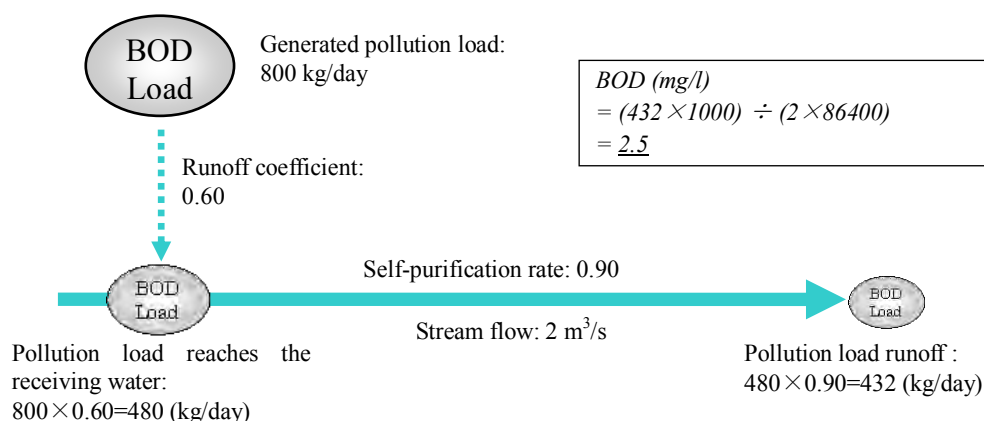 BOD
Load
Generated pollution load:
800 kg/day
BOD (mg/l)
= (432×1000) ÷ (2×86400)
= 2.5
Runoff coefficient:
0.60
BOD
Load
Self-purification rate: 0.90
Stream flow: 2 m³/s
BOD
Load
Pollution load reaches the
receiving water:
800×0.60=480 (kg/day)
Pollution load runoff :
480×0.90=432 (kg/day)